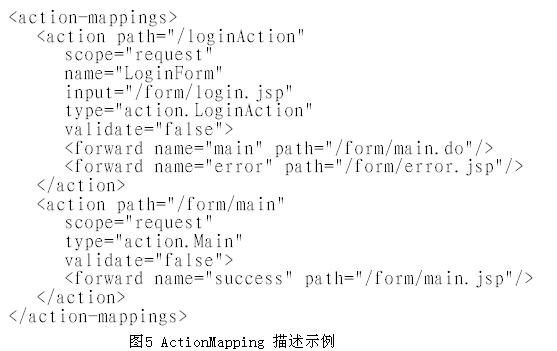 <action-mappings>
<action path="/loginAction"
scope="request"
name="LoginForm"
input="/form/login.jsp"
type="action.LoginAction"
validate="false">
<forward name="main" path="/form/main.do"/>
<forward name="error" path="/form/error.jsp"/>
</action>
<action path="/form/main"
scope="request"
type="action.Main"
validate="false">
<forward name="success" path="/form/main.jsp"/>
</action>
</action-mappings>
图5 ActionMapping 描述示例